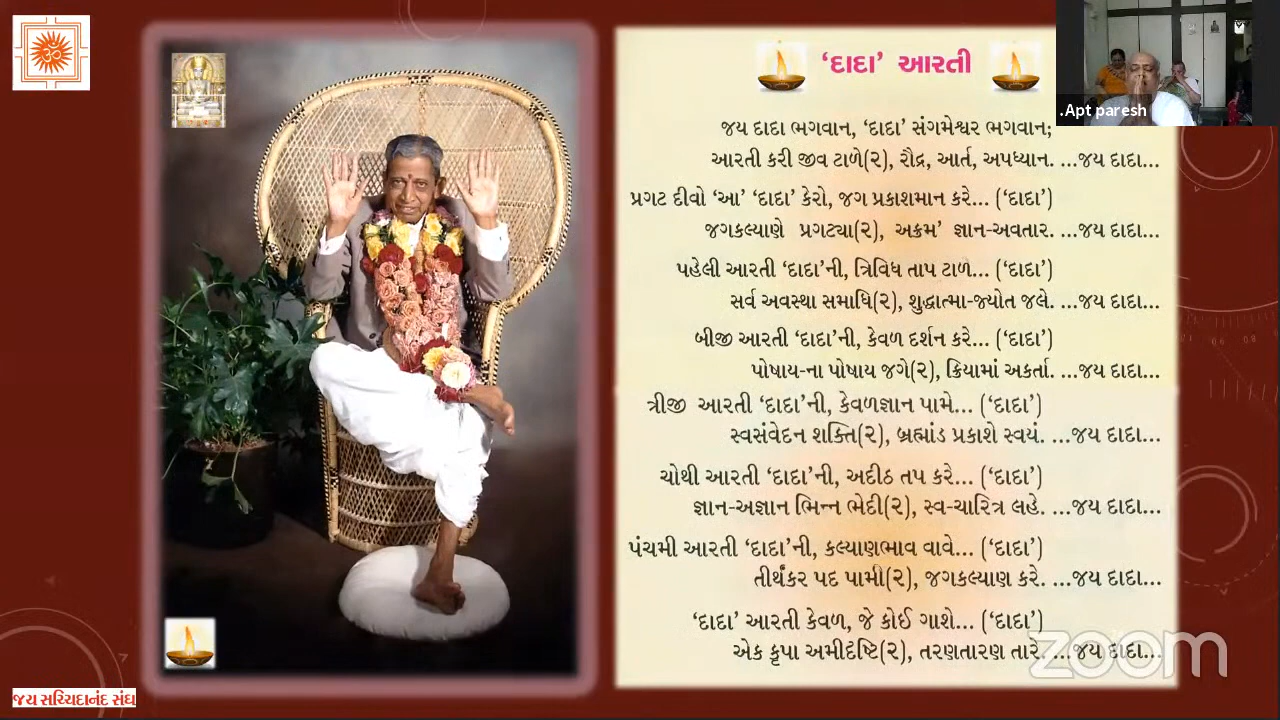 'દાદા' આરતી
જય દાદા ભગવાન, 'દાદા' સંગમેશ્વર ભગવાન;
આરતી કરી જીવ ટાળે(૨), રૌદ્ર, આર્ત, અપધ્યાન. ...જય દાદા...
પ્રગટ દીવો 'આ' 'દાદા' કેરો, જગ પ્રકાશમાન કરે... ('દાદા')
જગકલ્યાણે પ્રગટ્યા(૨), અક્રમ' જ્ઞાન-અવતાર. ...જય દાદા...
પહેલી આરતી 'દાદા'ની, ત્રિવિધ તાપ ટાળે... ('દાદા')
સર્વ અવસ્થા સમાધિ(૨), શુદ્ધાત્મા-જ્યોત જલે. ...જય દાદા...
બીજી આરતી 'દાદા'ની, કેવળ દર્શન કરે... ('દાદા')
પોષાય-ના પોષાય જગે(૨), ક્રિયામાં અકર્તા. ...જય દાદા...
ત્રીજી આરતી 'દાદા'ની, કેવળજ્ઞાન પામે... ('દાદા')
સ્વસંવેદન શક્તિ(૨), બ્રહ્માંડ પ્રકાશે સ્વયં. ...જય દાદા...
ચોથી આરતી 'દાદા'ની, અદીઠ તપ કરે... ('દાદા')
જ્ઞાન-અજ્ઞાન ભિન્ન ભેદી(૨), સ્વ-ચારિત્ર લહે. ...જય દાદા...
પંચમી આરતી 'દાદા'ની, કલ્યાણભાવ વાવે... ('દાદા')
તીર્થંકર પદ પામી(૨), જગકલ્યાણ કરે. ...જય દાદા...
'દાદા' આરતી કેવળ, જે કોઈ ગાશે... ('દાદા')
એક કૃપા અમીદૃષ્ટિ(૨), તરણતારણ તારે. ...જય દાદા...
.Apt paresh
zoom
જય સચ્ચિદાનંદ સંઘ
ॐ